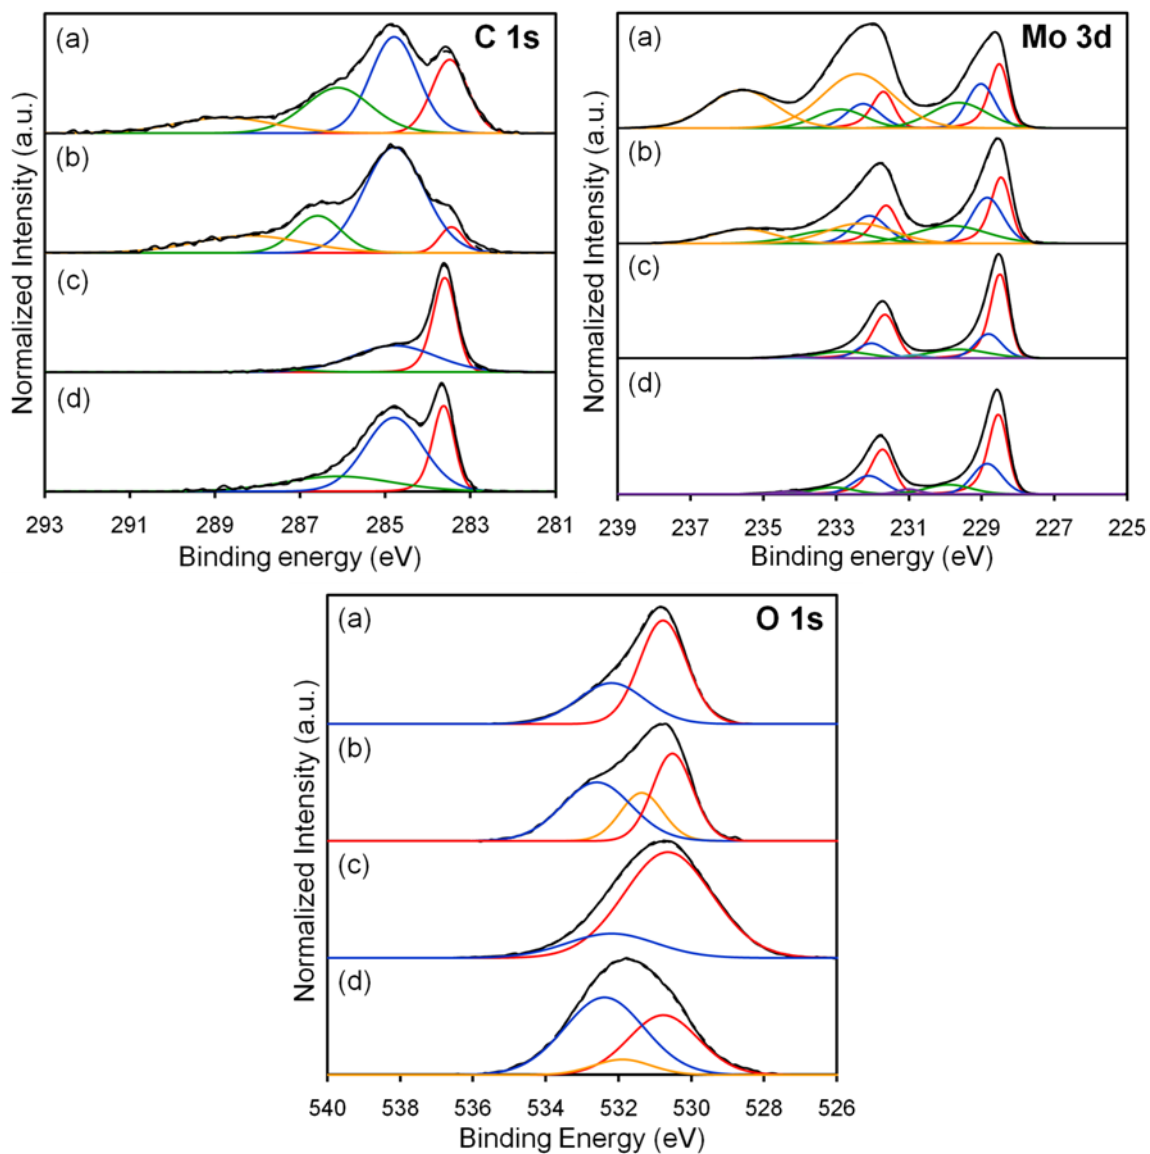 C 1s
(a)
(b)
(c)
(d)
Normalized Intensity (a.u.)
293 291 289 287 285 283 281
Binding energy (eV)
Mo 3d
(a)
(b)
(c)
(d)
Normalized Intensity (a.u.)
239 237 235 233 231 229 227 225
Binding energy (eV)
O 1s
(a)
(b)
(c)
(d)
Normalized Intensity (a.u.)
540 538 536 534 532 530 528 526
Binding Energy (eV)